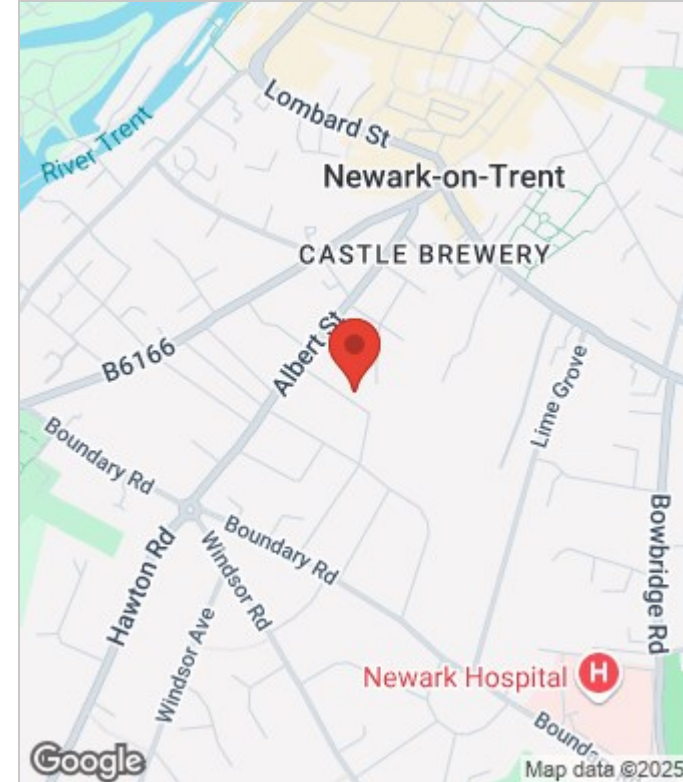 Lombard St
River Trent
Newark-on-Trent
CASTLE BREWERY
Albert St
B6166
Lime Grove
Boundary Rd
Boundary Rd
Bowbridge Rd
Hawton Rd
Windsor Rd
Windsor Ave
Newark Hospital
H
Google
Map data ©2025